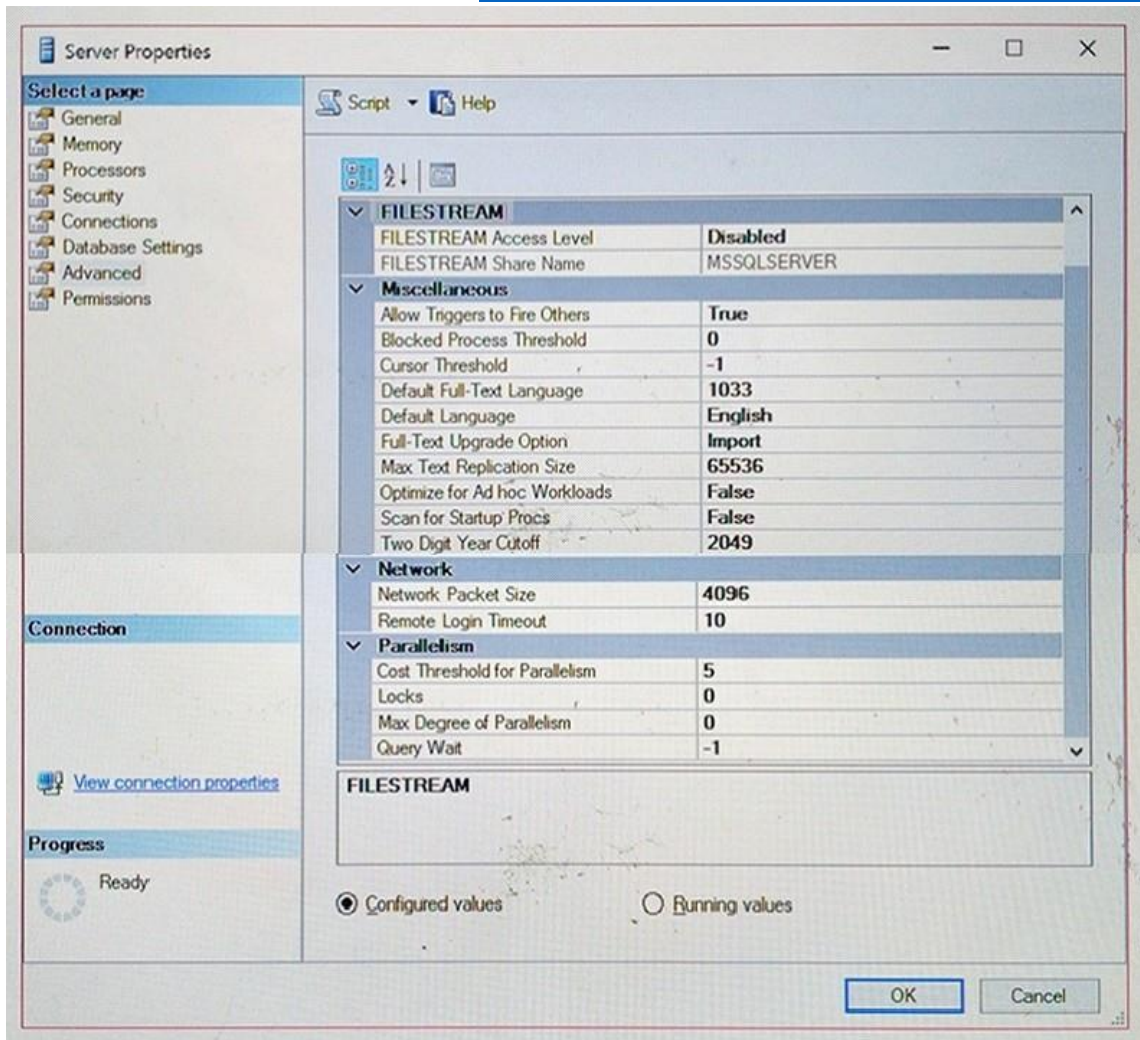 Server Properties
Select a page
General
Memory
Processors
Security
Connections
Database Settings
Advanced
Permissions
Script Help
FILESTREAM
FILESTREAM Access Level Disabled
FILESTREAM Share Name MSSQLSERVER
Miscellaneous
Allow Triggers to Fire Others True
Blocked Process Threshold 0
Cursor Threshold -1
Default Full-Text Language 1033
Default Language English
Full-Text Upgrade Option Import
Max Text Replication Size 65536
Optimize for Ad hoc Workloads False
Scan for Startup Procs False
Two Digit Year Cutoff 2049
Network
Network Packet Size 4096
Remote Login Timeout 10
Parallelism
Cost Threshold for Parallelism 5
Locks 0
Max Degree of Parallelism 0
Query Wait -1
FILESTREAM
Configured values Running values
Connection
View connection properties
Progress
Ready
OK Cancel